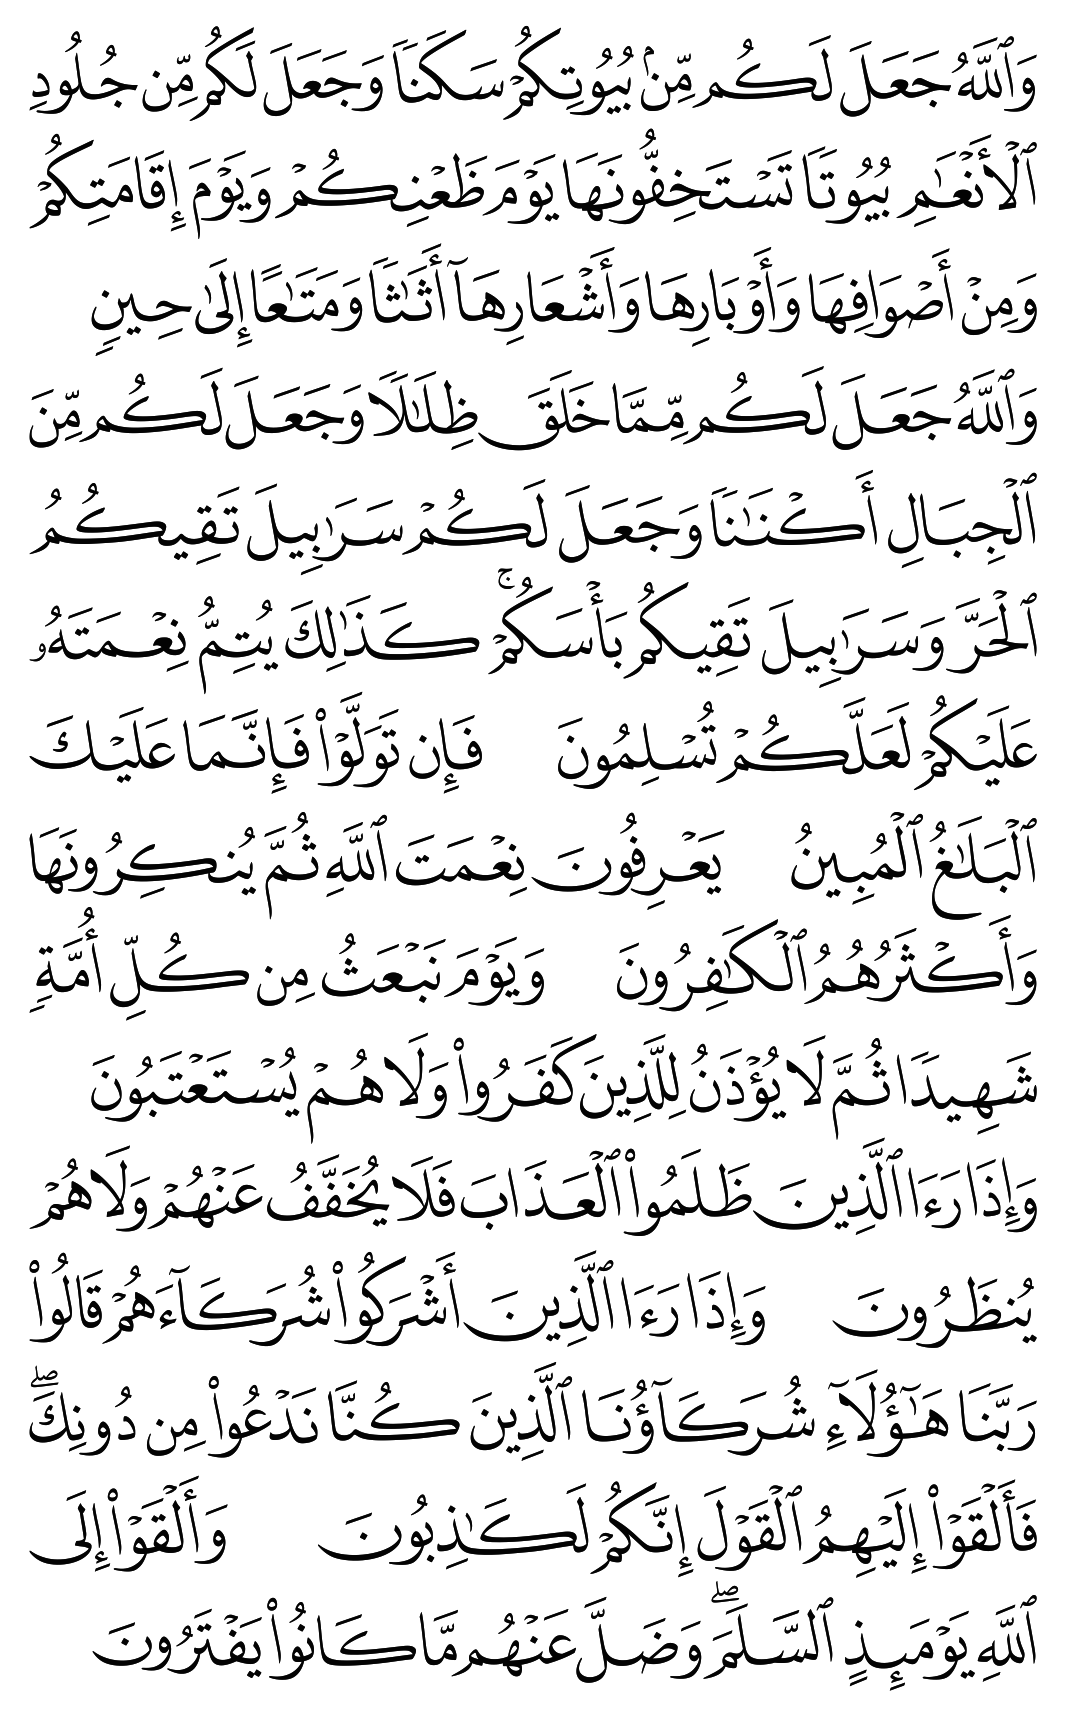 وَٱللَّهُ جَعَلَ لَكُم مِّنۢ بُيُوتِكُمۡ سَكَنٗا وَجَعَلَ لَكُم مِّن جُلُودِ
ٱلۡأَنۡعَٰمِ بُيُوتٗا تَسۡتَخِفُّونَهَا يَوۡمَ ظَعۡنِكُمۡ وَيَوۡمَ إِقَامَتِكُمۡ
وَمِنۡ أَصۡوَافِهَا وَأَوۡبَارِهَا وَأَشۡعَارِهَآ أَثَٰثٗا وَمَتَٰعًا إِلَىٰ حِينٖ
وَٱللَّهُ جَعَلَ لَكُم مِّمَّا خَلَقَ ظِلَٰلٗا وَجَعَلَ لَكُم مِّنَ
ٱلۡجِبَالِ أَكۡنَٰنٗا وَجَعَلَ لَكُمۡ سَرَٰبِيلَ تَقِيكُمُ
ٱلۡحَرَّ وَسَرَٰبِيلَ تَقِيكُم بَأۡسَكُمۡۚ كَذَٰلِكَ يُتِمُّ نِعۡمَتَهُۥ
عَلَيۡكُمۡ لَعَلَّكُمۡ تُسۡلِمُونَ فَإِن تَوَلَّوۡاْ فَإِنَّمَا عَلَيۡكَ
ٱلۡبَلَٰغُ ٱلۡمُبِينُ يَعۡرِفُونَ نِعۡمَتَ ٱللَّهِ ثُمَّ يُنكِرُونَهَا
وَأَكۡثَرُهُمُ ٱلۡكَٰفِرُونَ وَيَوۡمَ نَبۡعَثُ مِن كُلِّ أُمَّةٖ
شَهِيدٗا ثُمَّ لَا يُؤۡذَنُ لِلَّذِينَ كَفَرُواْ وَلَا هُمۡ يُسۡتَعۡتَبُونَ
وَإِذَا رَءَا ٱلَّذِينَ ظَلَمُواْ ٱلۡعَذَابَ فَلَا يُخَفَّفُ عَنۡهُمۡ وَلَا هُمۡ
يُنظَرُونَ وَإِذَا رَءَا ٱلَّذِينَ أَشۡرَكُواْ شُرَكَآءَهُمۡ قَالُواْ
رَبَّنَا هَٰٓؤُلَآءِ شُرَكَآؤُنَا ٱلَّذِينَ كُنَّا نَدۡعُواْ مِن دُونِكَۖ
فَأَلۡقَوۡاْ إِلَيۡهِمُ ٱلۡقَوۡلَ إِنَّكُمۡ لَكَٰذِبُونَ وَأَلۡقَوۡاْ إِلَى
ٱللَّهِ يَوۡمَئِذٍ ٱلسَّلَمَۖ وَضَلَّ عَنۡهُم مَّا كَانُواْ يَفۡتَرُونَ